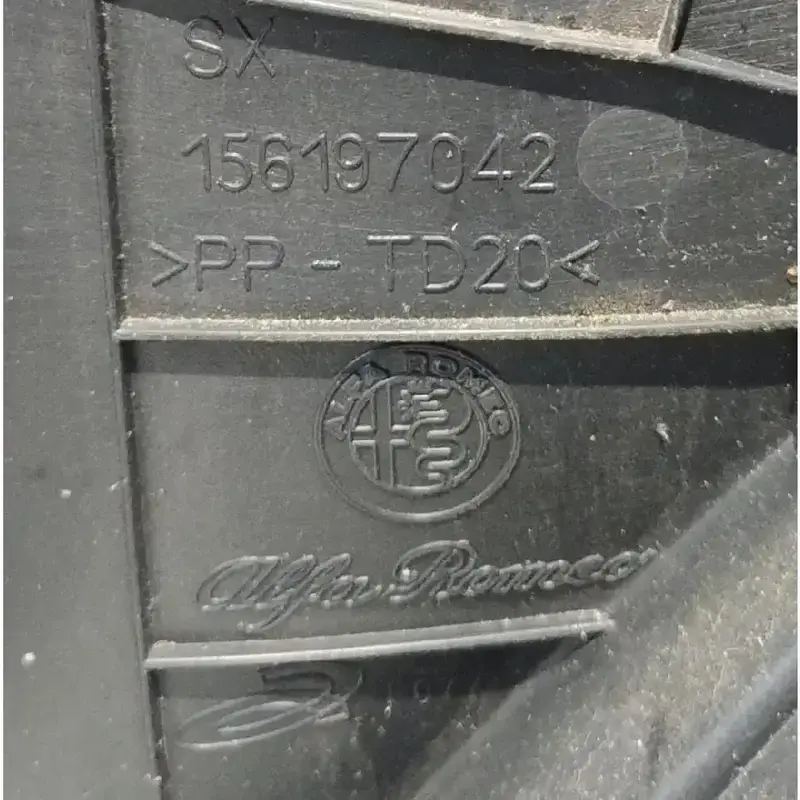 SX
156197042
>PP - TD20<
ALFA ROMEO
Alfa Romeo